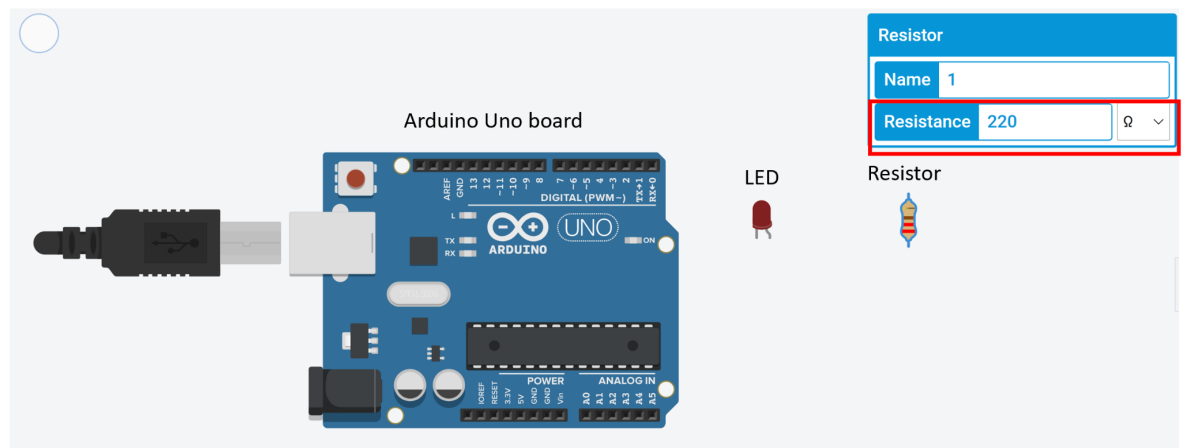 Resistor
Name 1
Resistance 220 Ω
Arduino Uno board
LED
Resistor
AREF
GND
13
12
~11
~10
~9
8
7
~6
~5
4
~3
2
TX→1
RX←0
DIGITAL (PWM~)
L
TX
RX
ARDUINO
UNO
ON
POWER
ANALOG IN
IOREF
RESET
3.3V
5V
GND
GND
Vin
A0
A1
A2
A3
A4
A5